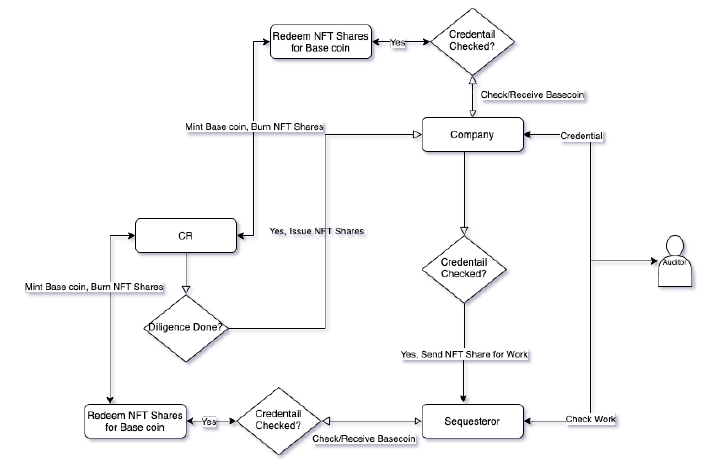 Redeem NFT Shares
for Base coin
Yes
Credentail
Checked?
Check/Receive Basecoin
Mint Base coin, Burn NFT Shares
Company
Credential
CR
Yes, Issue NFT Shares
Credentail
Checked?
Auditor
Mint Base coin, Burn NFT Shares
Diligence Done?
Yes, Send NFT Share for Work
Redeem NFT Shares
for Base coin
Yes
Credentail
Checked?
Check/Receive Basecoin
Sequesteror
Check Work